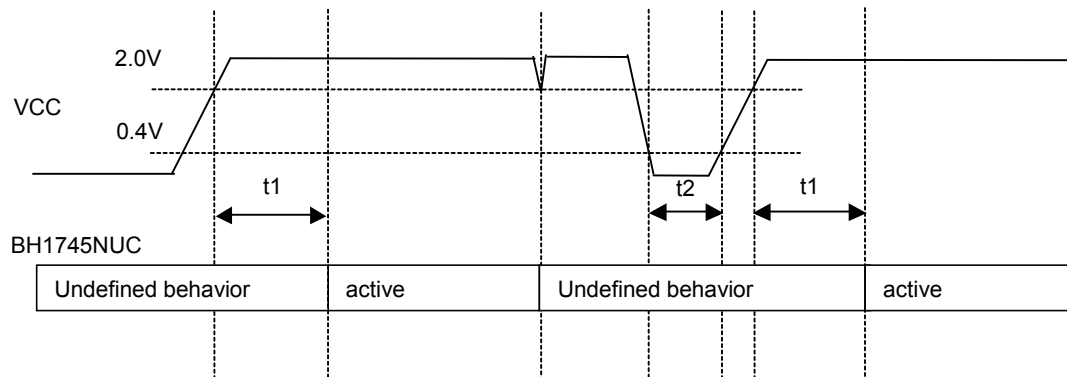 2.0V
VCC
0.4V
t1
t2
t1
BH1745NUC
Undefined behavior
active
Undefined behavior
active